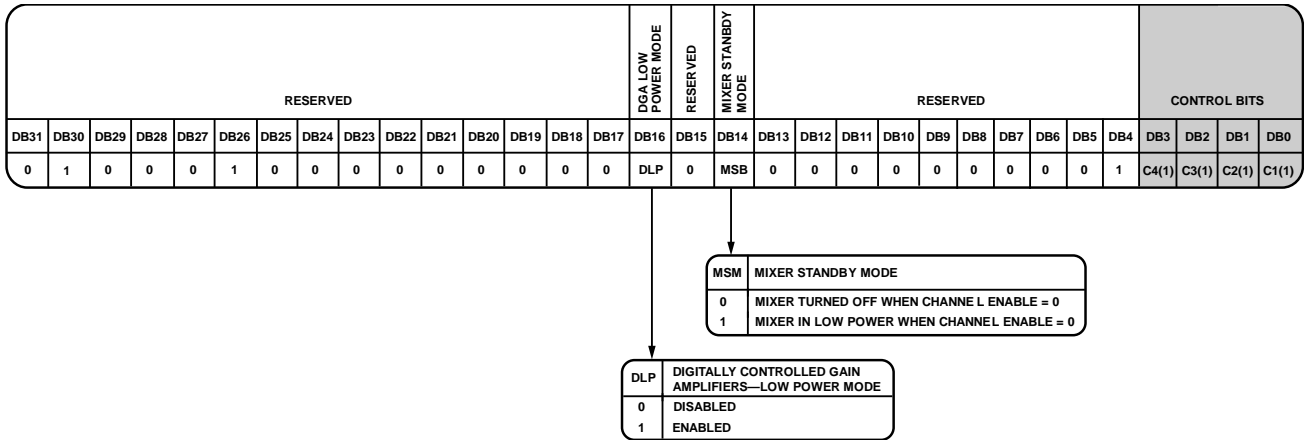 RESERVED
DGA LOW
POWER MODE
RESERVED
MIXER STANBDY
MODE
RESERVED
CONTROL BITS
DB31 DB30 DB29 DB28 DB27 DB26 DB25 DB24 DB23 DB22 DB21 DB20 DB19 DB18 DB17 DB16 DB15 DB14 DB13 DB12 DB11 DB10 DB9 DB8 DB7 DB6 DB5 DB4 DB3 DB2 DB1 DB0
0 1 0 0 0 1 0 0 0 0 0 0 0 0 0 DLP 0 MSB 0 0 0 0 0 0 0 0 0 1 C4(1) C3(1) C2(1) C1(1)
MSM MIXER STANDBY MODE
0 MIXER TURNED OFF WHEN CHANNEL ENABLE = 0
1 MIXER IN LOW POWER WHEN CHANNEL ENABLE = 0
DLP DIGITALLY CONTROLLED GAIN
AMPLIFIERS—LOW POWER MODE
0 DISABLED
1 ENABLED